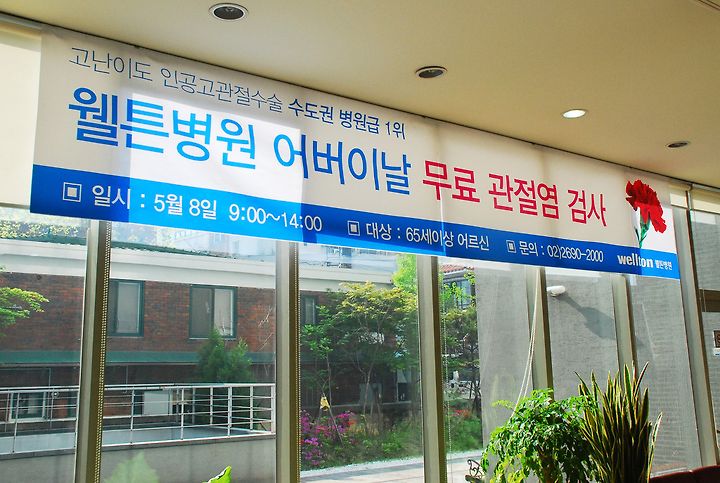 고난이도 인공고관절수술 수도권 병원급 1위
웰튼병원 어버이날 무료 관절염 검사
▣ 일시 : 5월 8일 9:00~14:00 ▣ 대상 : 65세이상 어르신 ▣ 문의 : 02)2690-2000
wellton 웰튼병원